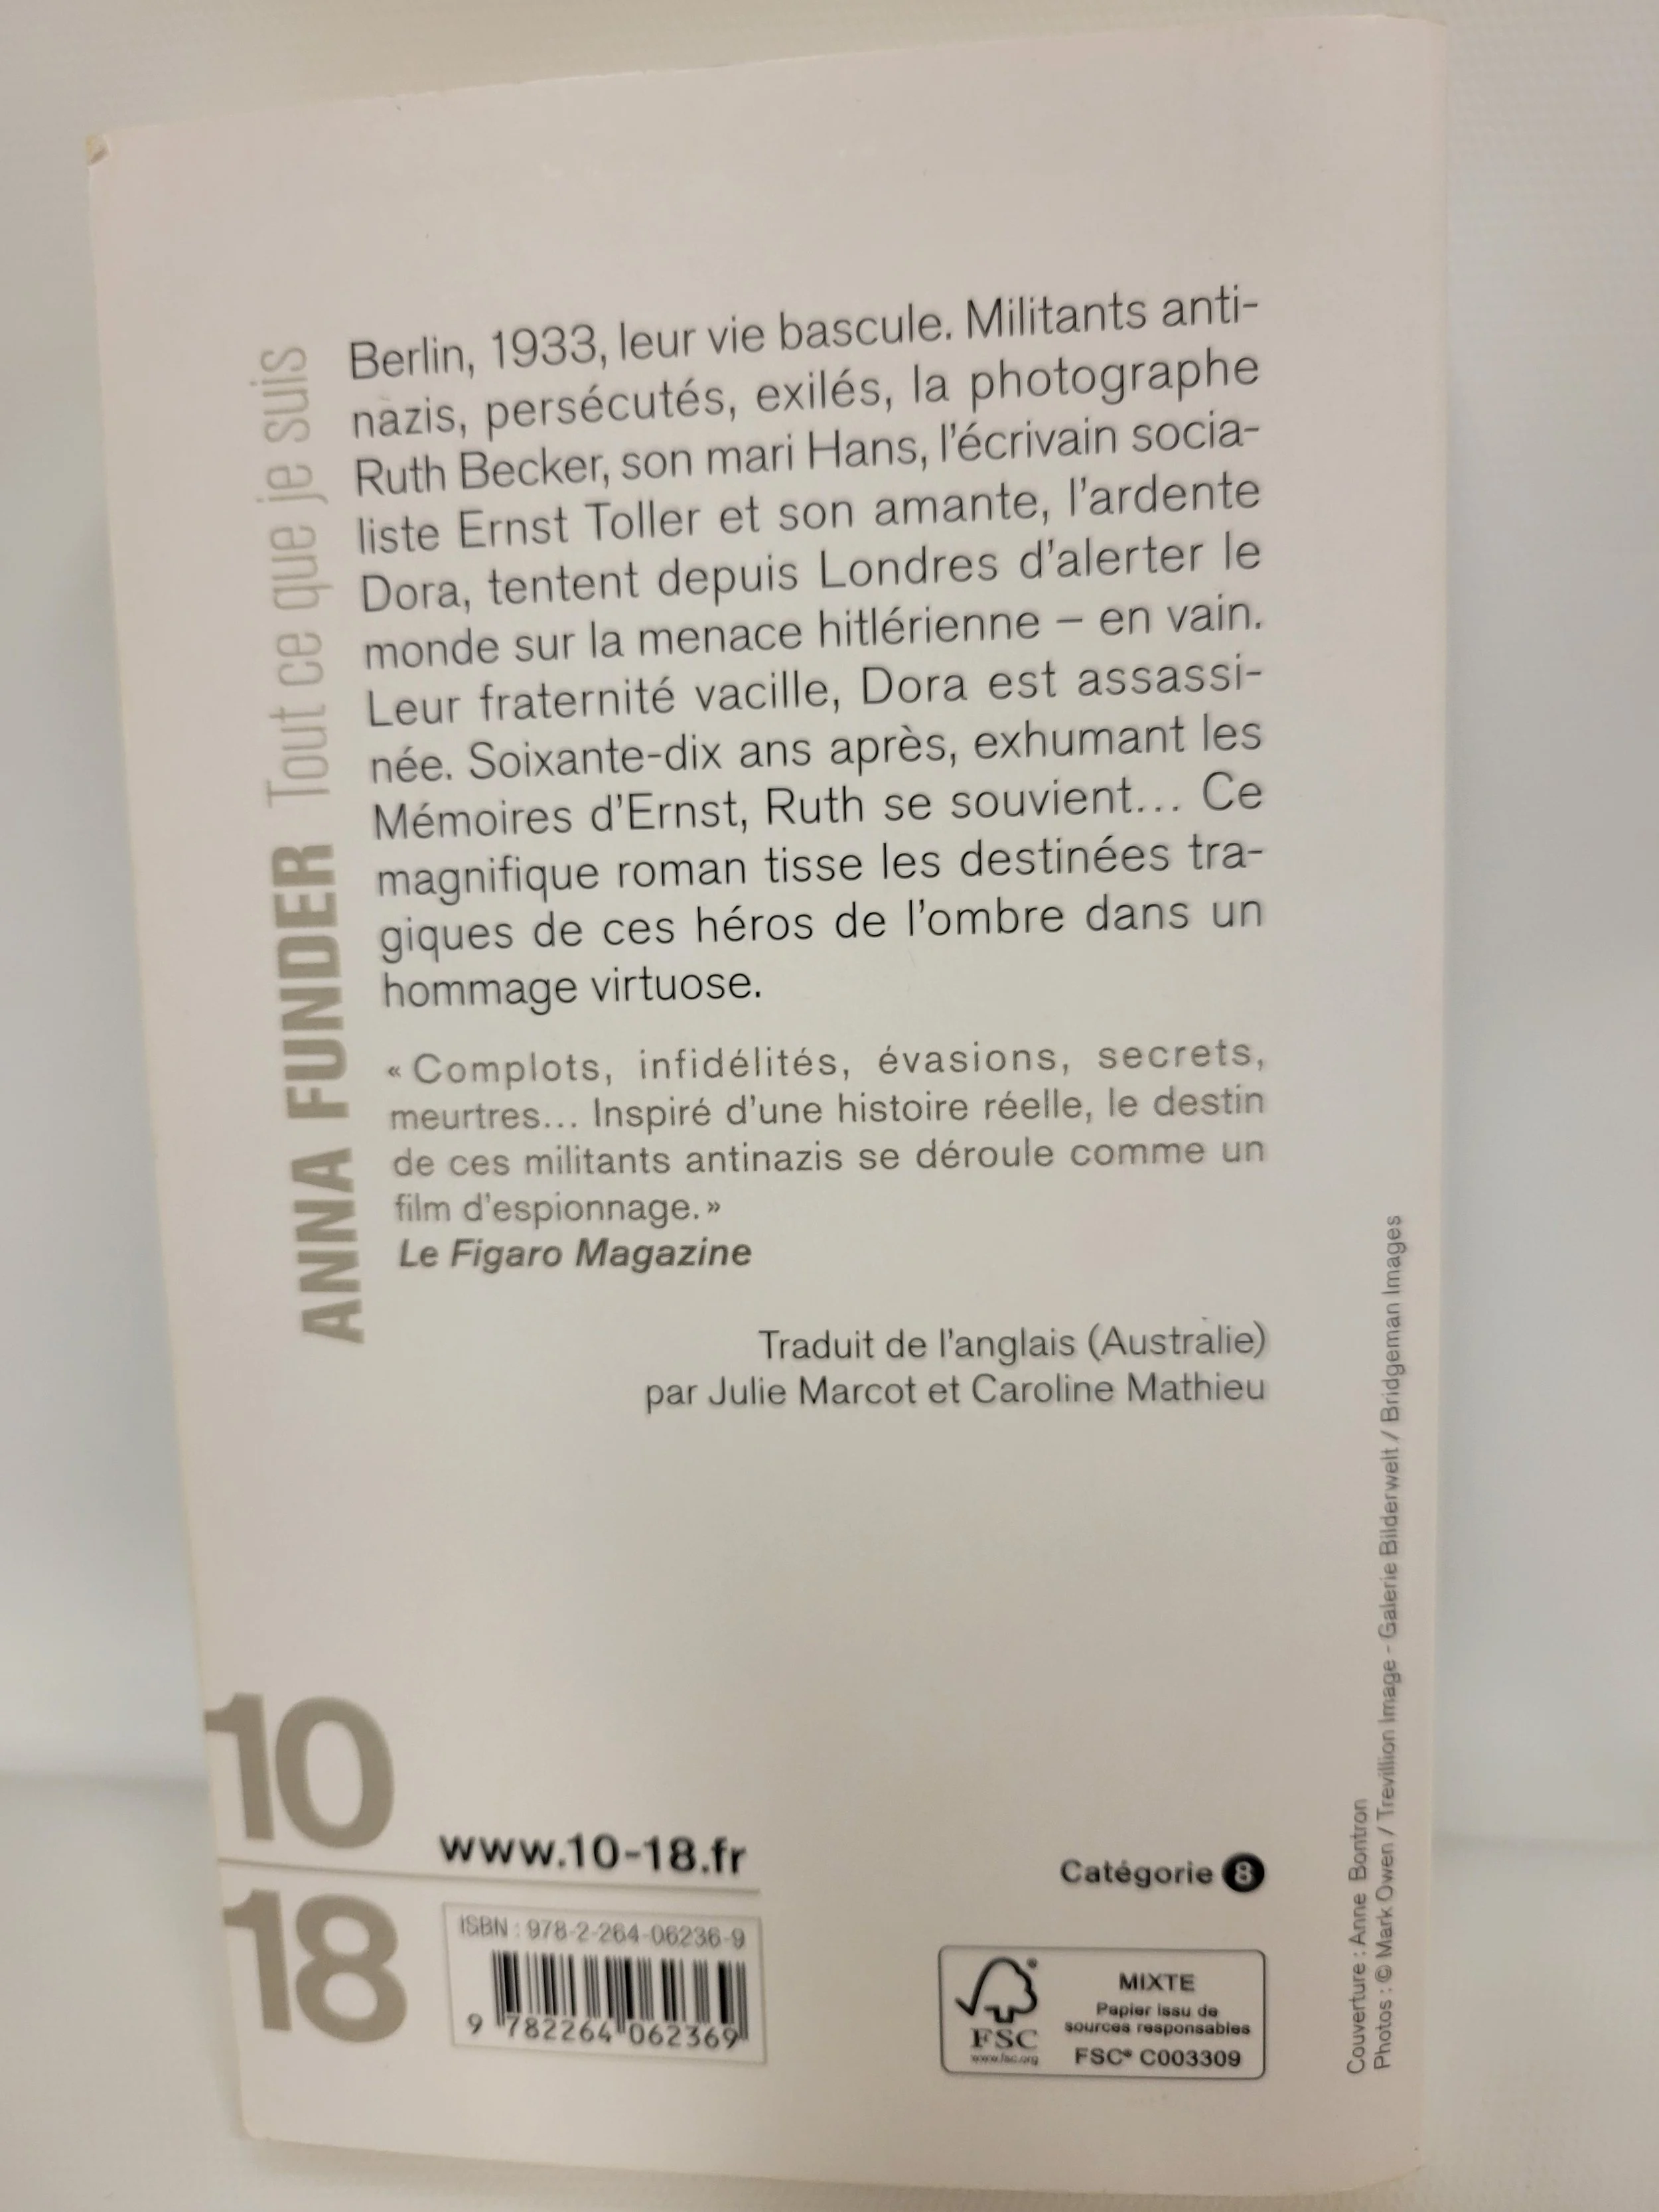 ANNA FUNDER Tout ce que je suis
Berlin, 1933, leur vie bascule. Militants anti-
nazis, persécutés, exilés, la photographe
Ruth Becker, son mari Hans, l'écrivain socia-
liste Ernst Toller et son amante, l'ardente
Dora, tentent depuis Londres d'alerter le
monde sur la menace hitlérienne – en vain.
Leur fraternité vacille, Dora est assassi-
née. Soixante-dix ans après, exhumant les
Mémoires d'Ernst, Ruth se souvient... Ce
magnifique roman tisse les destinées tra-
giques de ces héros de l'ombre dans un
hommage virtuose.
« Complots, infidélités, évasions, secrets,
meurtres... Inspiré d'une histoire réelle, le destin
de ces militants antinazis se déroule comme un
film d'espionnage. »
Le Figaro Magazine
Traduit de l'anglais (Australie)
par Julie Marcot et Caroline Mathieu
10
18
www.10-18.fr
ISBN : 978-2-264-06236-9
9 782264 062369
Catégorie 8
FSC
www.fsc.org
MIXTE
Papier issu de
sources responsables
FSC® C003309
Couverture : Anne Bontron
Photos : © Mark Owen / Trevillion Image - Galerie Bilderwelt / Bridgeman Images